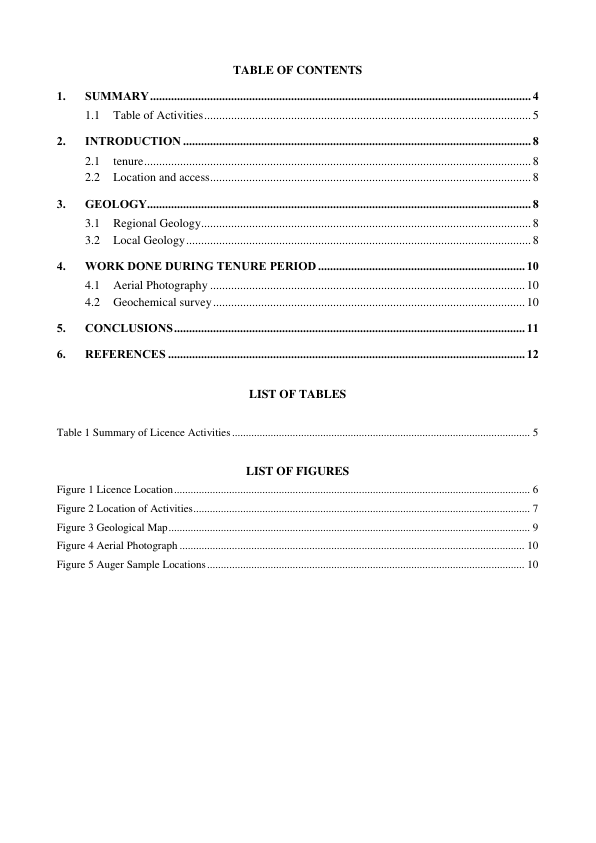 TABLE OF CONTENTS
1. SUMMARY 4
1.1 Table of Activities 5
2. INTRODUCTION 8
2.1 tenure 8
2.2 Location and access 8
3. GEOLOGY 8
3.1 Regional Geology 8
3.2 Local Geology 8
4. WORK DONE DURING TENURE PERIOD 10
4.1 Aerial Photography 10
4.2 Geochemical survey 10
5. CONCLUSIONS 11
6. REFERENCES 12
LIST OF TABLES
Table 1 Summary of Licence Activities 5
LIST OF FIGURES
Figure 1 Licence Location 6
Figure 2 Location of Activities 7
Figure 3 Geological Map 9
Figure 4 Aerial Photograph 10
Figure 5 Auger Sample Locations 10